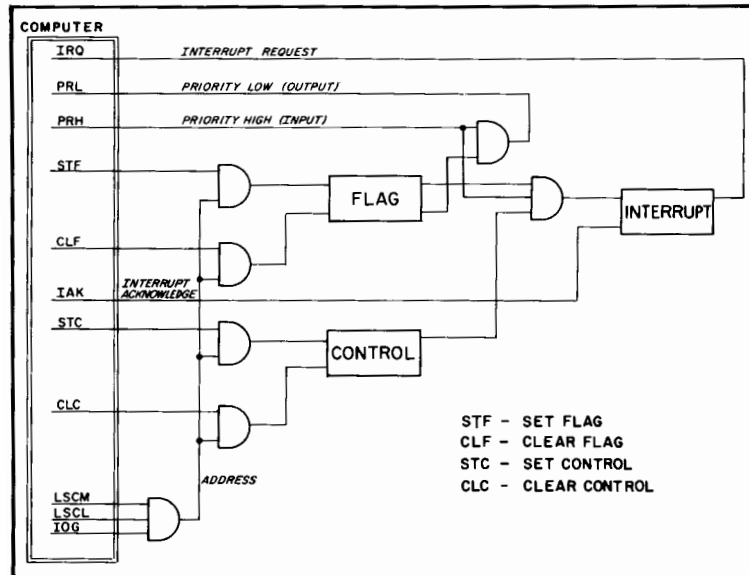 COMPUTER
IRQ INTERRUPT REQUEST
PRL PRIORITY LOW (OUTPUT)
PRH PRIORITY HIGH (INPUT)
STF
FLAG
INTERRUPT
CLF
INTERRUPT
ACKNOWLEDGE
IAK
STC
CONTROL
CLC
STF - SET FLAG
CLF - CLEAR FLAG
STC - SET CONTROL
CLC - CLEAR CONTROL
ADDRESS
LSCM
LSCL
IOG